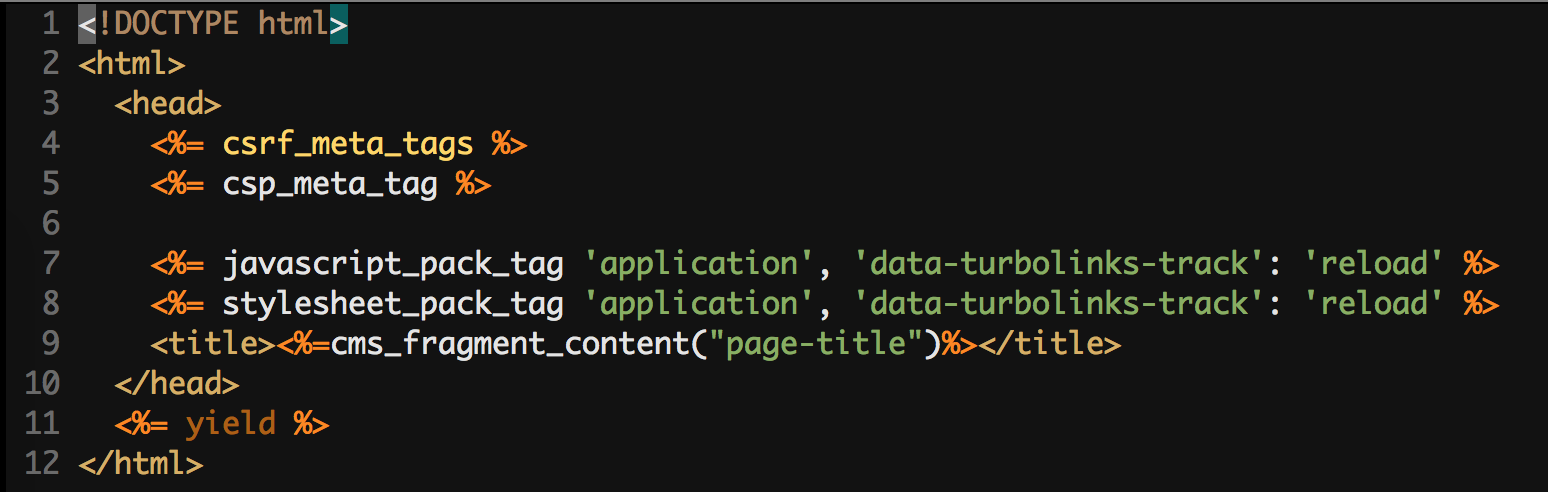 1 <!DOCTYPE html>
2 <html>
3   <head>
4     <%= csrf_meta_tags %>
5     <%= csp_meta_tag %>
6
7     <%= javascript_pack_tag 'application', 'data-turbolinks-track': 'reload' %>
8     <%= stylesheet_pack_tag 'application', 'data-turbolinks-track': 'reload' %>
9     <title><%=cms_fragment_content("page-title")%></title>
10   </head>
11   <%= yield %>
12 </html>